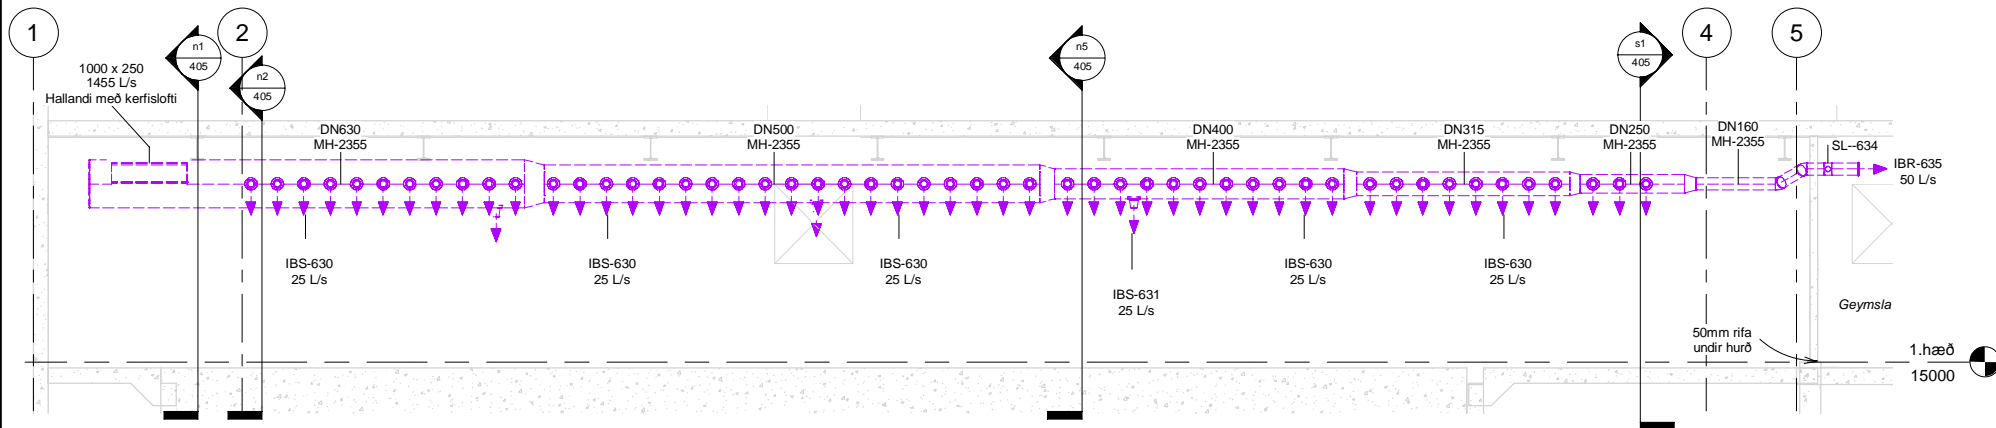 1
2
4
5
n1
405
n2
405
n5
405
s1
405
1000 x 250
1455 L/s
Hallandi með kerfislofti
DN630
MH-2355
DN500
MH-2355
DN400
MH-2355
DN315
MH-2355
DN250
MH-2355
DN160
MH-2355
SL--634
IBR-635
50 L/s
IBS-630
25 L/s
IBS-630
25 L/s
IBS-630
25 L/s
IBS-631
25 L/s
IBS-630
25 L/s
IBS-630
25 L/s
Geymsla
50mm rifa
undir hurð
1.hæð
15000